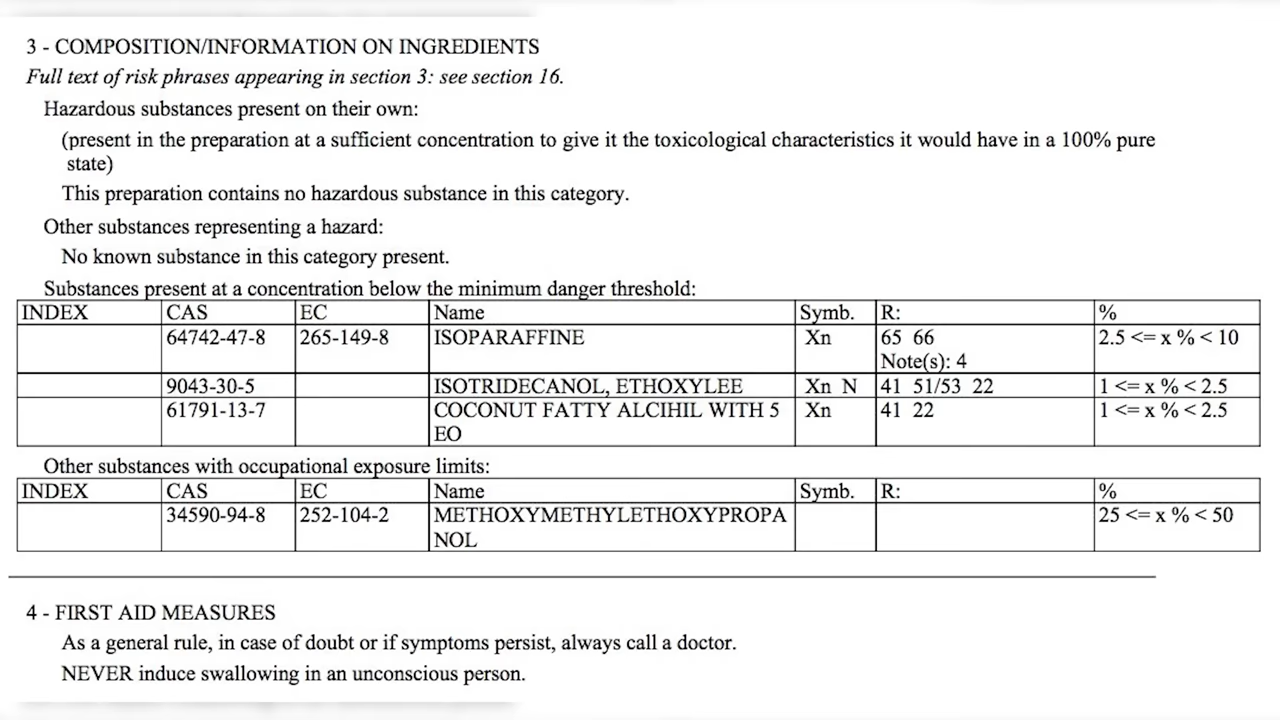 3 - COMPOSITION/INFORMATION ON INGREDIENTS
Full text of risk phrases appearing in section 3: see section 16.
Hazardous substances present on their own:
(present in the preparation at a sufficient concentration to give it the toxicological characteristics it would have in a 100% pure
state)
This preparation contains no hazardous substance in this category.
Other substances representing a hazard:
No known substance in this category present.
Substances present at a concentration below the minimum danger threshold:
INDEX CAS EC Name Symb. R: %
64742-47-8 265-149-8 ISOPARAFFINE Xn 65 66 2.5 <= x % < 10
Note(s): 4
9043-30-5 ISOTRIDECANOL, ETHOXYLEE Xn N 41 51/53 22 1 <= x % < 2.5
61791-13-7 COCONUT FATTY ALCIHIL WITH 5 Xn 41 22 1 <= x % < 2.5
EO
Other substances with occupational exposure limits:
INDEX CAS EC Name Symb. R: %
34590-94-8 252-104-2 METHOXYMETHYLETHOXYPROPA 25 <= x % < 50
NOL
4 - FIRST AID MEASURES
As a general rule, in case of doubt or if symptoms persist, always call a doctor.
NEVER induce swallowing in an unconscious person.